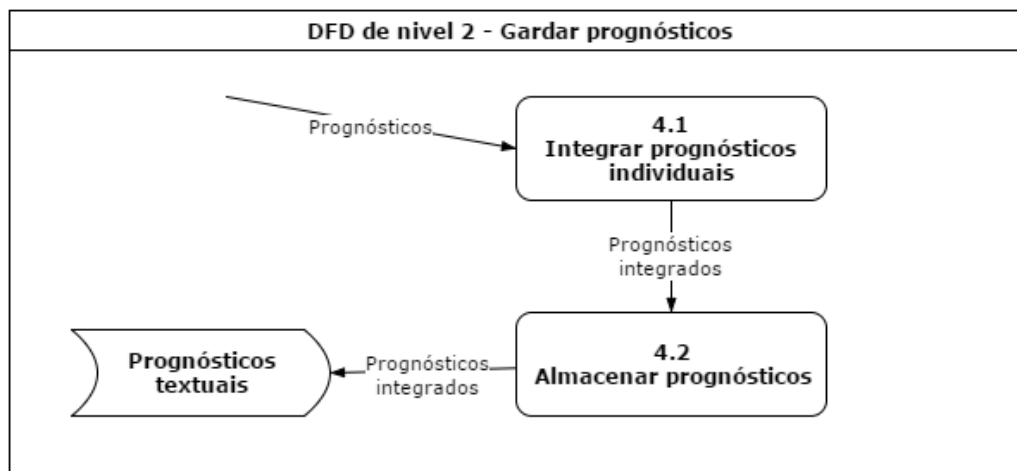 DFD de nivel 2 - Gardar prognósticos
Prognósticos
4.1
Integrar prognósticos
individuais
Prognósticos
integrados
4.2
Almacenar prognósticos
Prognósticos
integrados
Prognósticos
textuais